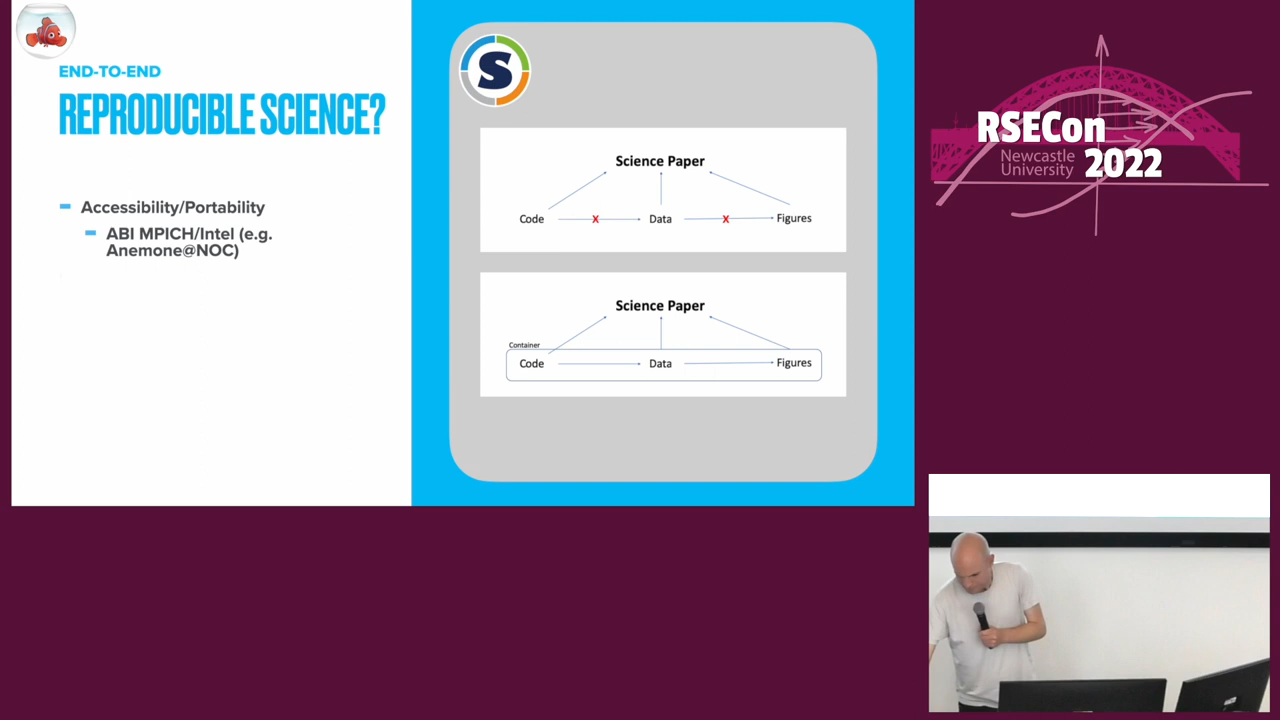 END-TO-END
REPRODUCIBLE SCIENCE?
Accessibility/Portability
ABI MPICH/Intel (e.g.
Anemone@NOC)
S
Science Paper
Code
X
Data
X
Figures
Science Paper
Container
Code
Data
Figures
RSECon
Newcastle
University
2022